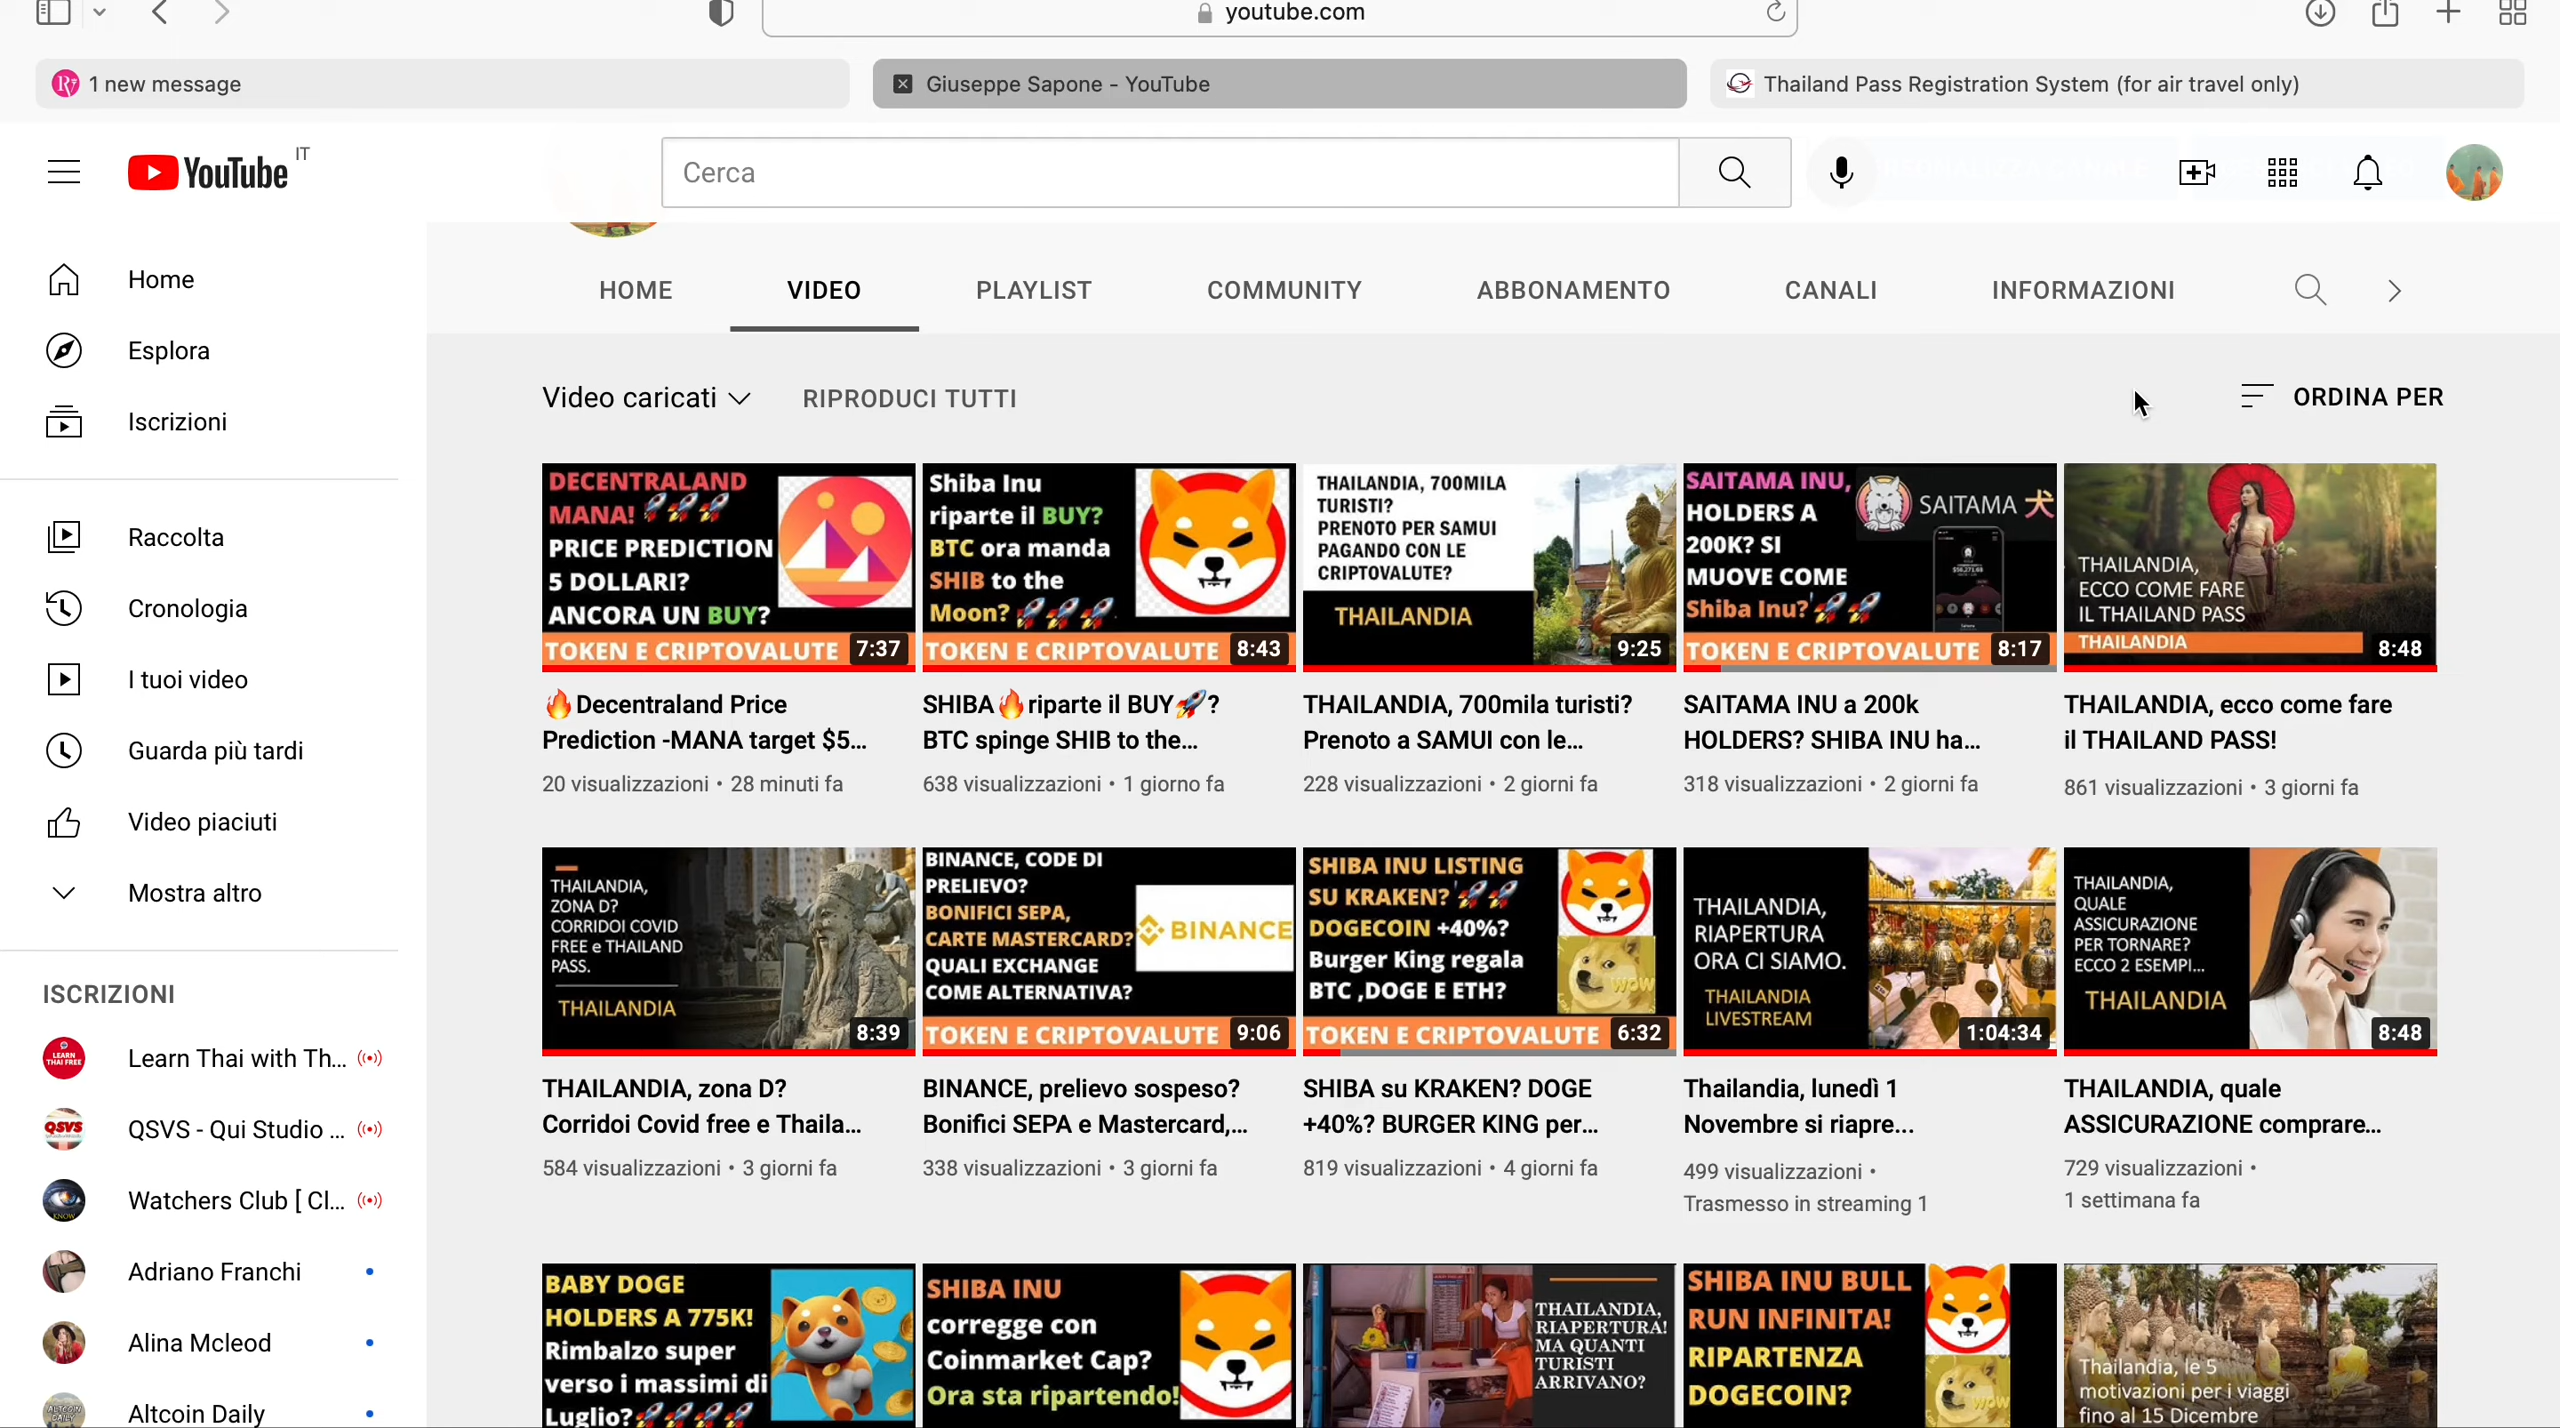 youtube.com
1 new message
Giuseppe Sapone - YouTube
Thailand Pass Registration System (for air travel only)
YouTube IT
Cerca
Home
Esplora
Iscrizioni
Raccolta
Cronologia
I tuoi video
Guarda più tardi
Video piaciuti
Mostra altro
ISCRIZIONI
LEARN
THAI FREE
Learn Thai with Th...
QSVS
QSVS - Qui Studio ...
KNOW
Watchers Club [ Cl...
Adriano Franchi
Alina Mcleod
ALTCOIN
DAILY
Altcoin Daily
HOME
VIDEO
PLAYLIST
COMMUNITY
ABBONAMENTO
CANALI
INFORMAZIONI
Video caricati
RIPRODUCI TUTTI
ORDINA PER
DECENTRALAND
MANA! 🚀🚀🚀
PRICE PREDICTION
5 DOLLARI?
ANCORA UN BUY?
TOKEN E CRIPTOVALUTE
7:37
🔥Decentraland Price
Prediction -MANA target $5...
20 visualizzazioni • 28 minuti fa
Shiba Inu
riparte il BUY?
BTC ora manda
SHIB to the
Moon? 🚀🚀🚀
TOKEN E CRIPTOVALUTE
8:43
SHIBA🔥riparte il BUY🚀?
BTC spinge SHIB to the...
638 visualizzazioni • 1 giorno fa
THAILANDIA, 700MILA
TURISTI?
PRENOTO PER SAMUI
PAGANDO CON LE
CRIPTOVALUTE?
THAILANDIA
9:25
THAILANDIA, 700mila turisti?
Prenoto a SAMUI con le...
228 visualizzazioni • 2 giorni fa
SAITAMA INU,
HOLDERS A
200K? SI
MUOVE COME
Shiba Inu?'🚀🚀
SAITAMA 犬
TOKEN E CRIPTOVALUTE
8:17
SAITAMA INU a 200k
HOLDERS? SHIBA INU ha...
318 visualizzazioni • 2 giorni fa
THAILANDIA,
ECCO COME FARE
IL THAILAND PASS
THAILANDIA
8:48
THAILANDIA, ecco come fare
il THAILAND PASS!
861 visualizzazioni • 3 giorni fa
THAILANDIA,
ZONA D?
CORRIDOI COVID
FREE e THAILAND
PASS.
THAILANDIA
8:39
THAILANDIA, zona D?
Corridoi Covid free e Thaila...
584 visualizzazioni • 3 giorni fa
BINANCE, CODE DI
PRELIEVO?
BONIFICI SEPA,
CARTE MASTERCARD?
QUALI EXCHANGE
COME ALTERNATIVA?
BINANCE
TOKEN E CRIPTOVALUTE
9:06
BINANCE, prelievo sospeso?
Bonifici SEPA e Mastercard,...
338 visualizzazioni • 3 giorni fa
SHIBA INU LISTING
SU KRAKEN?'🚀🚀
DOGECOIN +40%?
Burger King regala
BTC ,DOGE E ETH?
WOW
TOKEN E CRIPTOVALUTE
6:32
SHIBA su KRAKEN? DOGE
+40%? BURGER KING per...
819 visualizzazioni • 4 giorni fa
THAILANDIA,
RIAPERTURA
ORA CI SIAMO.
THAILANDIA
LIVESTREAM
1:04:34
Thailandia, lunedì 1
Novembre si riapre...
499 visualizzazioni •
Trasmesso in streaming 1
THAILANDIA,
QUALE
ASSICURAZIONE
PER TORNARE?
ECCO 2 ESEMPI...
THAILANDIA
8:48
THAILANDIA, quale
ASSICURAZIONE comprare...
729 visualizzazioni •
1 settimana fa
BABY DOGE
HOLDERS A 775K!
Rimbalzo super
verso i massimi di
Luglio?🚀🚀🚀🚀
SHIBA INU
corregge con
Coinmarket Cap?
Ora sta ripartendo!
THAILANDIA,
RIAPERTURA!
MA QUANTI
TURISTI
ARRIVANO?
SHIBA INU BULL
RUN INFINITA!
RIPARTENZA
DOGECOIN?
WOW
Thailandia, le 5
motivazioni per i viaggi
fino al 15 Dicembre